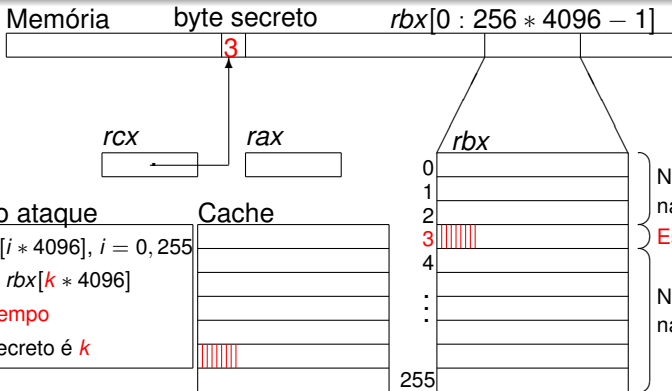 Memória
byte secreto
rbx[0 : 256 ∗ 4096 − 1]
3
rcx
rax
rbx
0
1
2
3
4
⋮
255
N
na
E
N
na
o ataque
[i ∗ 4096], i = 0, 255
rbx[k ∗ 4096]
empo
ecreto é k
Cache